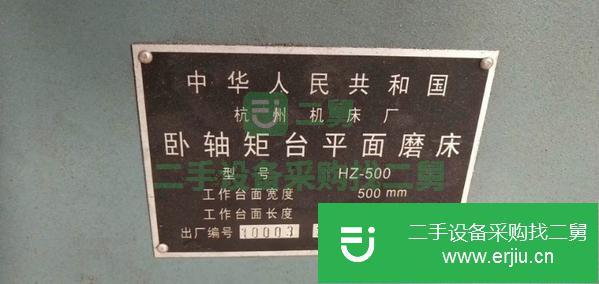 中华人民共和国
杭州机床厂
卧轴矩台平面磨床
型号 HZ-500
工作台面宽度 500 mm
工作台面长度
出厂编号
二舅
二手设备采购找二舅
二手设备采购找二舅
www.erjiu.cn